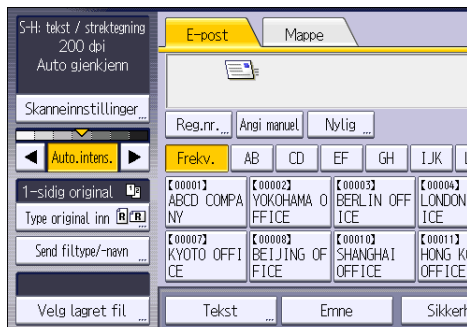 S-H: tekst / strektegning
200 dpi
Auto gjenkjenn
Skanneinnstillinger
Auto.intens.
1-sidig original
Type original inn
Send filtype/-navn
Velg lagret fil
E-post
Mappe
Reg.nr.
Angi manuel
Nylig
Frekv.
AB
CD
EF
GH
IJK
L
【00001】
ABCD COMPA
NY
【00002】
YOKOHAMA O
FFICE
【00003】
BERLIN OFF
ICE
【00004】
LONDON
ICE
【00007】
KYOTO OFFI
CE
【00008】
BEIJING OF
FICE
【00010】
SHANGHAI
OFFICE
【00011】
HONG K
OFFICE
Tekst
Emne
Sikkerh